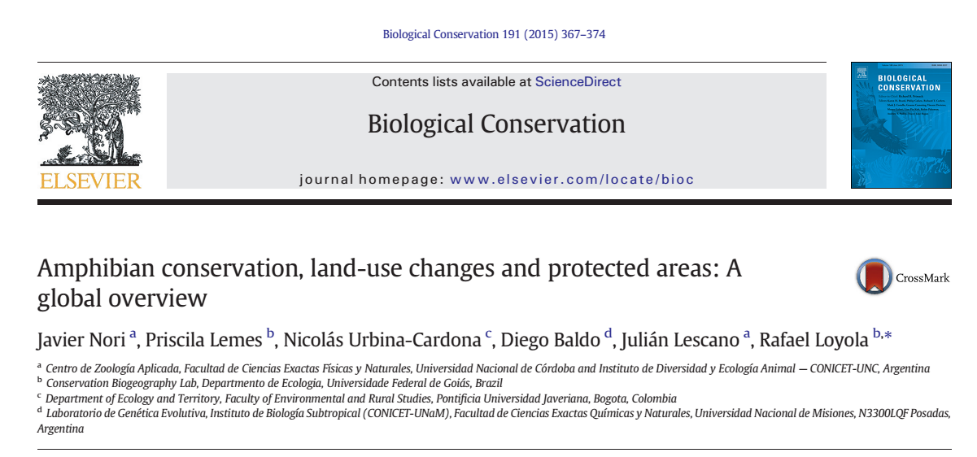 Biological Conservation 191 (2015) 367–374
Contents lists available at ScienceDirect
Biological Conservation
journal homepage: www.elsevier.com/locate/bioc
ELSEVIER
BIOLOGICAL
CONSERVATION
Amphibian conservation, land-use changes and protected areas: A
global overview
CrossMark
Javier Nori a, Priscila Lemes b, Nicolás Urbina-Cardona c, Diego Baldo d, Julián Lescano a, Rafael Loyola b,*
a Centro de Zoología Aplicada, Facultad de Ciencias Exactas Físicas y Naturales, Universidad Nacional de Córdoba and Instituto de Diversidad y Ecología Animal — CONICET-UNC, Argentina
b Conservation Biogeography Lab, Departmento de Ecologia, Universidade Federal de Goiás, Brazil
c Department of Ecology and Territory, Faculty of Environmental and Rural Studies, Pontificia Universidad Javeriana, Bogota, Colombia
d Laboratorio de Genética Evolutiva, Instituto de Biología Subtropical (CONICET-UNaM), Facultad de Ciencias Exactas Químicas y Naturales, Universidad Nacional de Misiones, N3300LQF Posadas,
Argentina